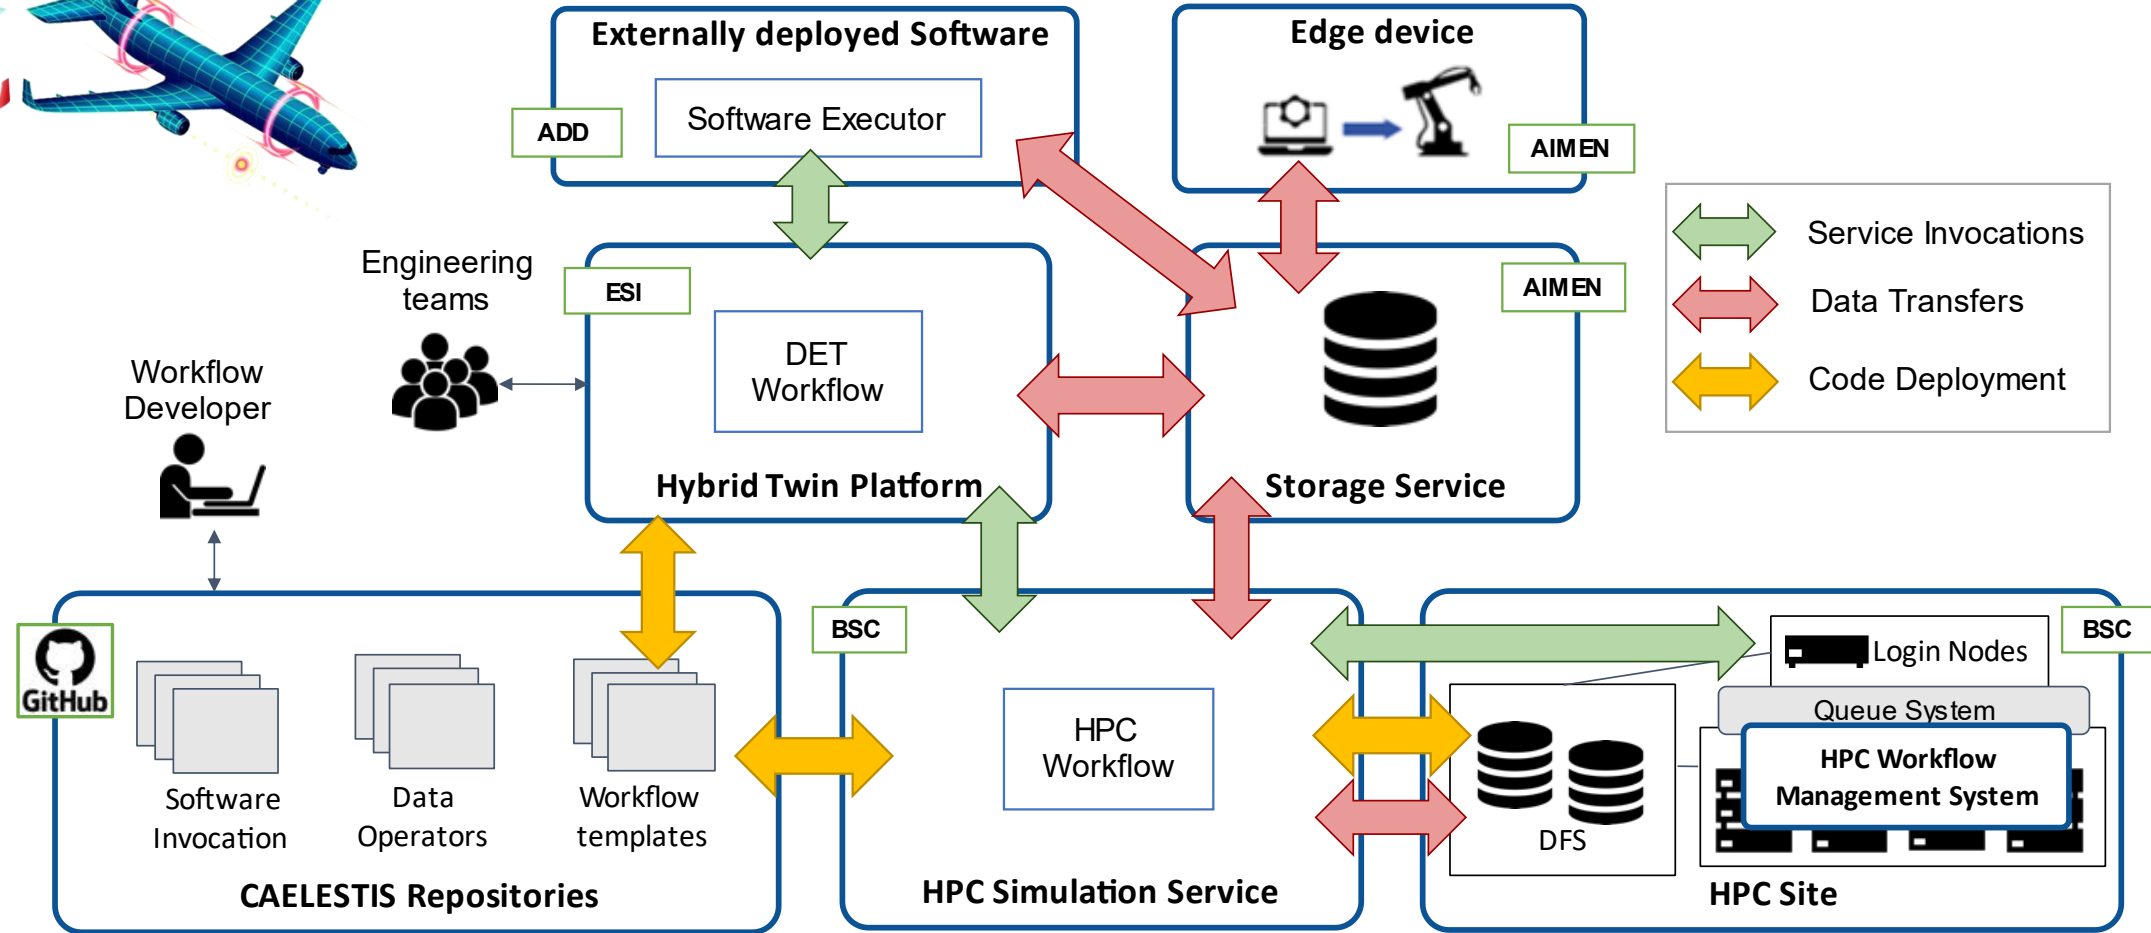 Externally deployed Software
Software Executor
ADD
Edge device
AIMEN
Service Invocations
Data Transfers
Code Deployment
Engineering
teams
ESI
DET
Workflow
Hybrid Twin Platform
AIMEN
Storage Service
Workflow
Developer
GitHub
Software
Invocation
Data
Operators
Workflow
templates
CAELESTIS Repositories
BSC
HPC
Workflow
HPC Simulation Service
BSC
Login Nodes
Queue System
HPC Workflow
Management System
DFS
HPC Site